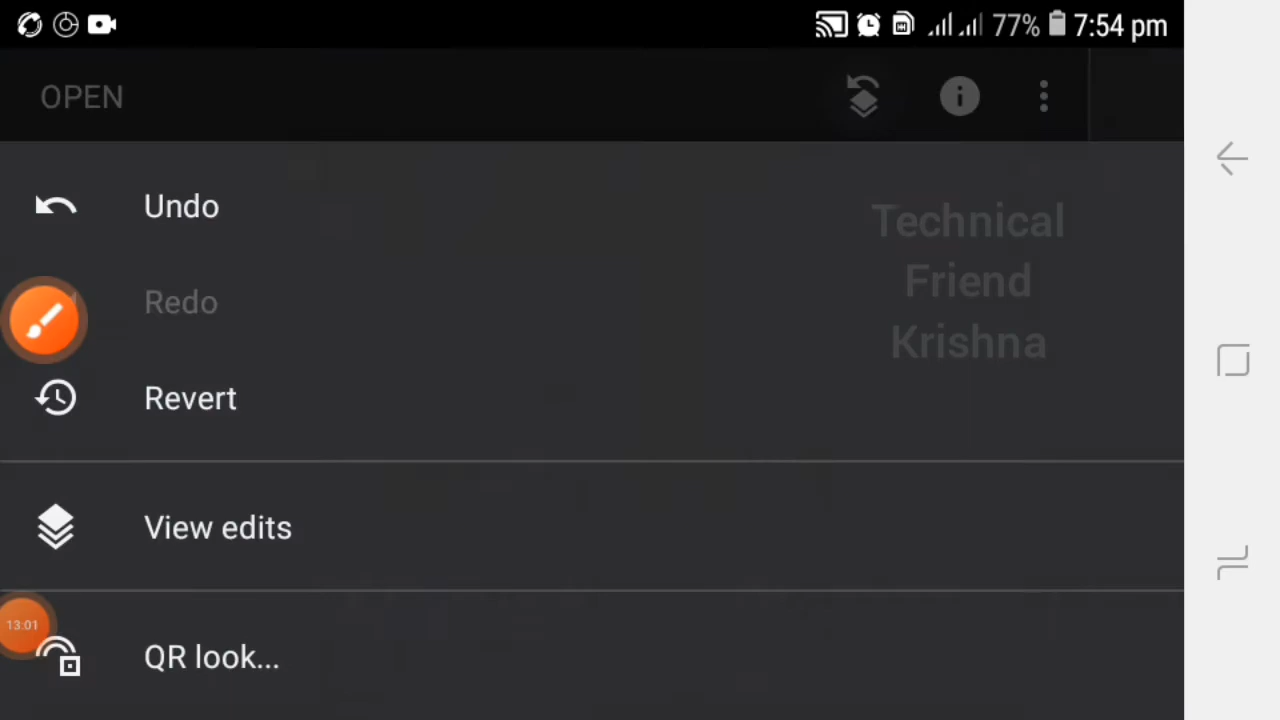 77% 7:54 pm
OPEN
Undo
Technical
Friend
Krishna
Redo
Revert
View edits
13:01
QR look...